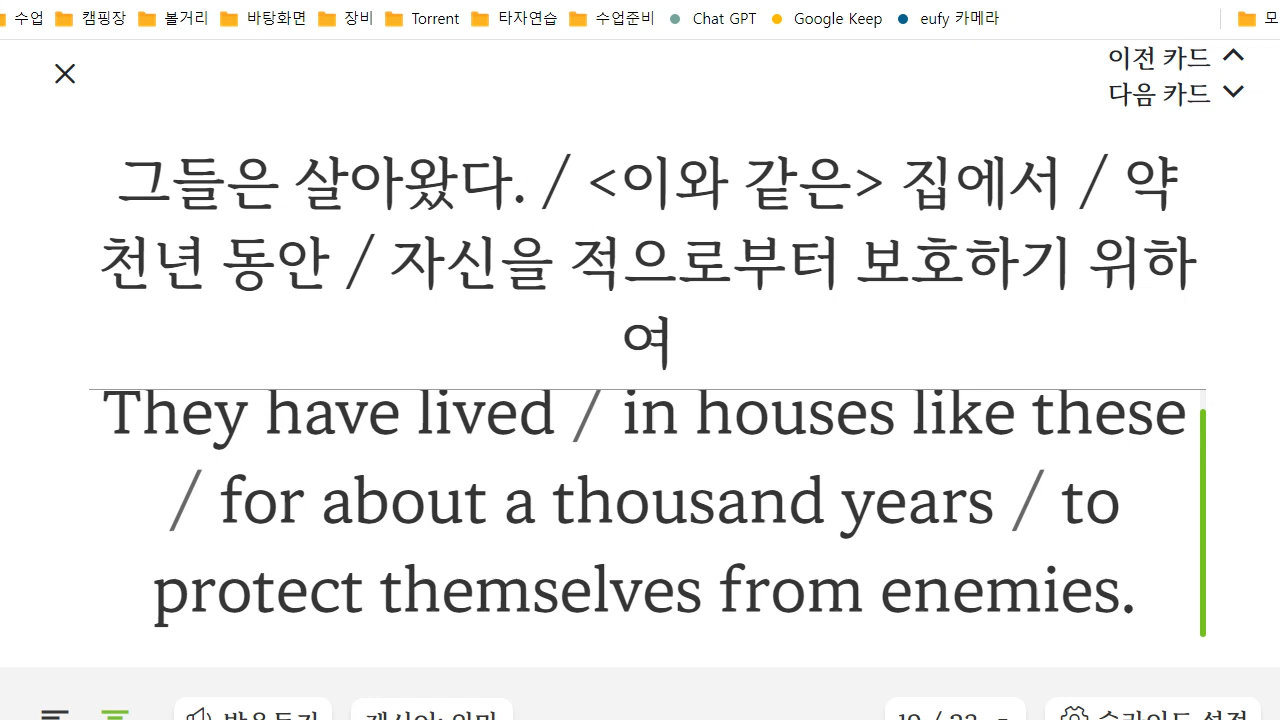 수업 캠핑장 볼거리 바탕화면 장비 Torrent 타자연습 수업준비 Chat GPT Google Keep eufy 카메라
이전 카드
다음 카드
그들은 살아왔다. / <이와 같은> 집에서 / 약
천년 동안 / 자신을 적으로부터 보호하기 위하
여
They have lived / in houses like these
/ for about a thousand years / to
protect themselves from enemies.